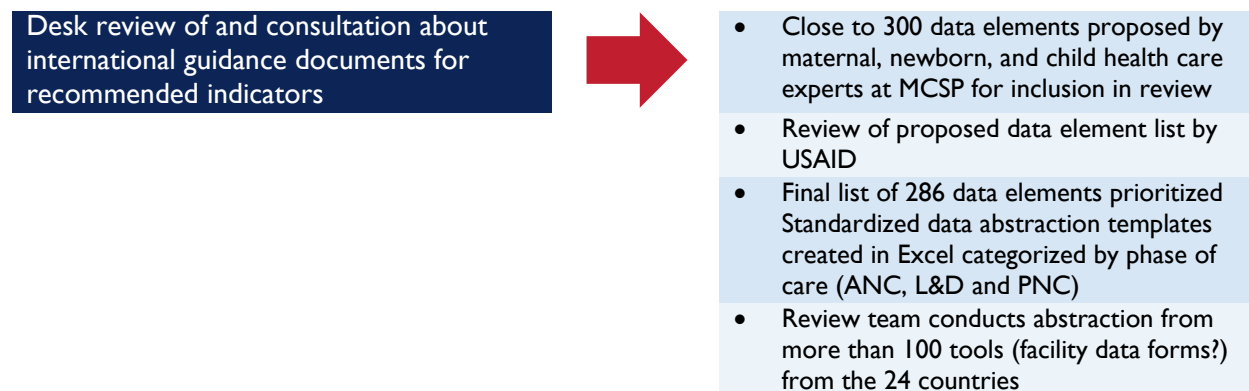 Desk review of and consultation about
international guidance documents for
recommended indicators
• Close to 300 data elements proposed by
maternal, newborn, and child health care
experts at MCSP for inclusion in review
• Review of proposed data element list by
USAID
• Final list of 286 data elements prioritized
Standardized data abstraction templates
created in Excel categorized by phase of
care (ANC, L&D and PNC)
• Review team conducts abstraction from
more than 100 tools (facility data forms?)
from the 24 countries